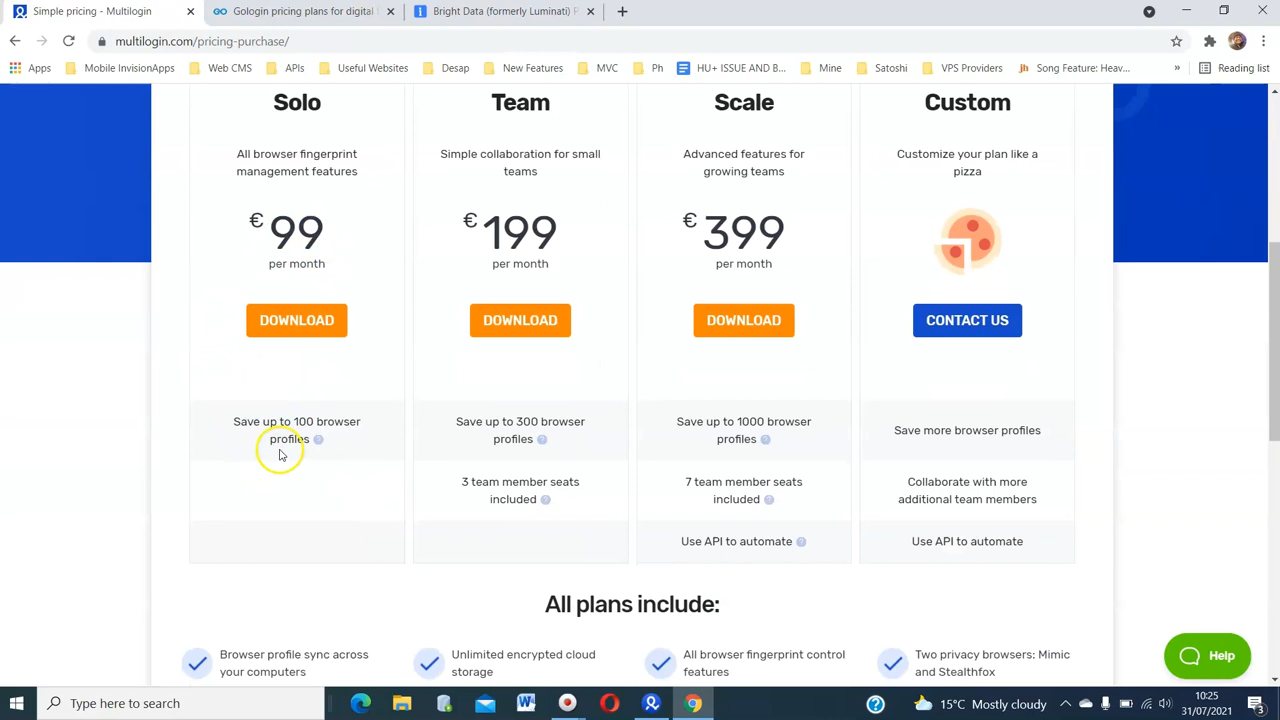 Simple pricing - Multilogin
Gologin pricing plans for digital
Bright Data (formerly Luminati) P
multilogin.com/pricing-purchase/
Apps
Mobile InvisionApps
Web CMS
APIs
Useful Websites
Desap
New Features
MVC
Ph
HU+ ISSUE AND B...
Mine
Satoshi
VPS Providers
jh Song Feature: Heav...
»
Reading list
Solo
Team
Scale
Custom
All browser fingerprint
management features
Simple collaboration for small
teams
Advanced features for
growing teams
Customize your plan like a
pizza
€ 99
per month
€ 199
per month
€ 399
per month
DOWNLOAD
DOWNLOAD
DOWNLOAD
CONTACT US
Save up to 100 browser
profiles ?
Save up to 300 browser
profiles ?
Save up to 1000 browser
profiles ?
Save more browser profiles
3 team member seats
included ?
7 team member seats
included ?
Collaborate with more
additional team members
Use API to automate ?
Use API to automate
All plans include:
Browser profile sync across
your computers
Unlimited encrypted cloud
storage
All browser fingerprint control
features
Two privacy browsers: Mimic
and Stealthfox
Help
Type here to search
W
?
15°C Mostly cloudy
10:25
31/07/2021
3